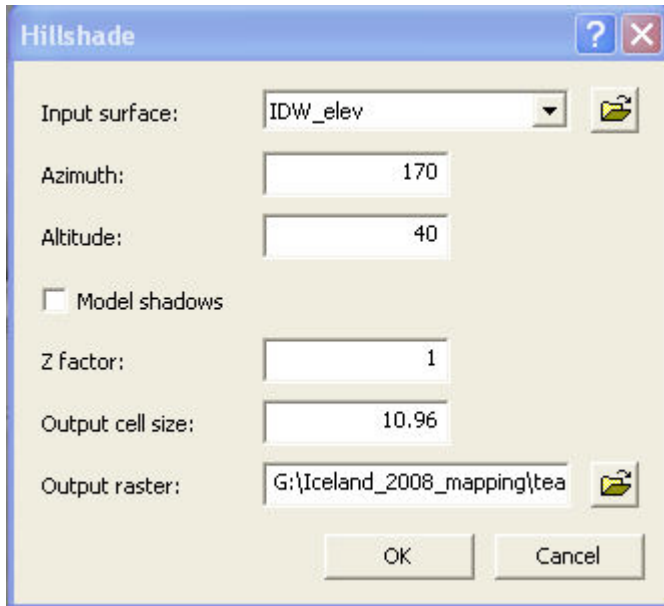 Hillshade
Input surface: IDW_elev
Azimuth: 170
Altitude: 40
Model shadows
Z factor: 1
Output cell size: 10.96
Output raster: G:\Iceland_2008_mapping\tea
OK Cancel